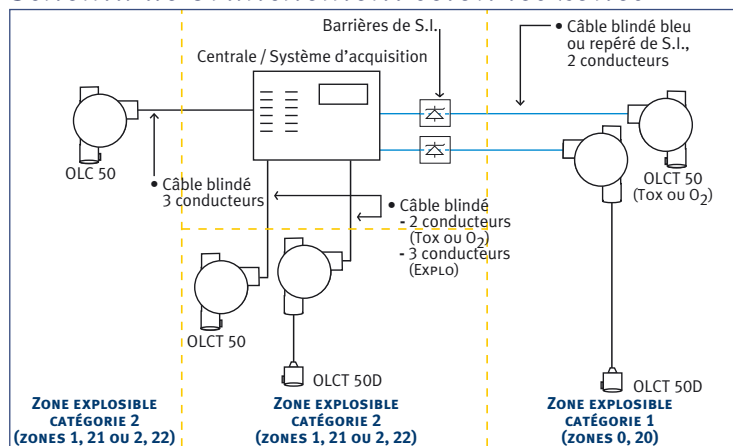 Barrières de S.I.
Centrale / Système d'acquisition
• Câble blindé bleu
ou repéré de S.I.,
2 conducteurs
OLC 50
• Câble blindé
3 conducteurs
• Câble blindé
- 2 conducteurs
(Tox ou O2)
- 3 conducteurs
(EXPLO)
OLCT 50
(Tox ou O2)
OLCT 50
OLCT 50D
OLCT 50D
ZONE EXPLOSIBLE
CATÉGORIE 2
(ZONES 1, 21 OU 2, 22)
ZONE EXPLOSIBLE
CATÉGORIE 2
(ZONES 1, 21 OU 2, 22)
ZONE EXPLOSIBLE
CATÉGORIE 1
(ZONES 0, 20)